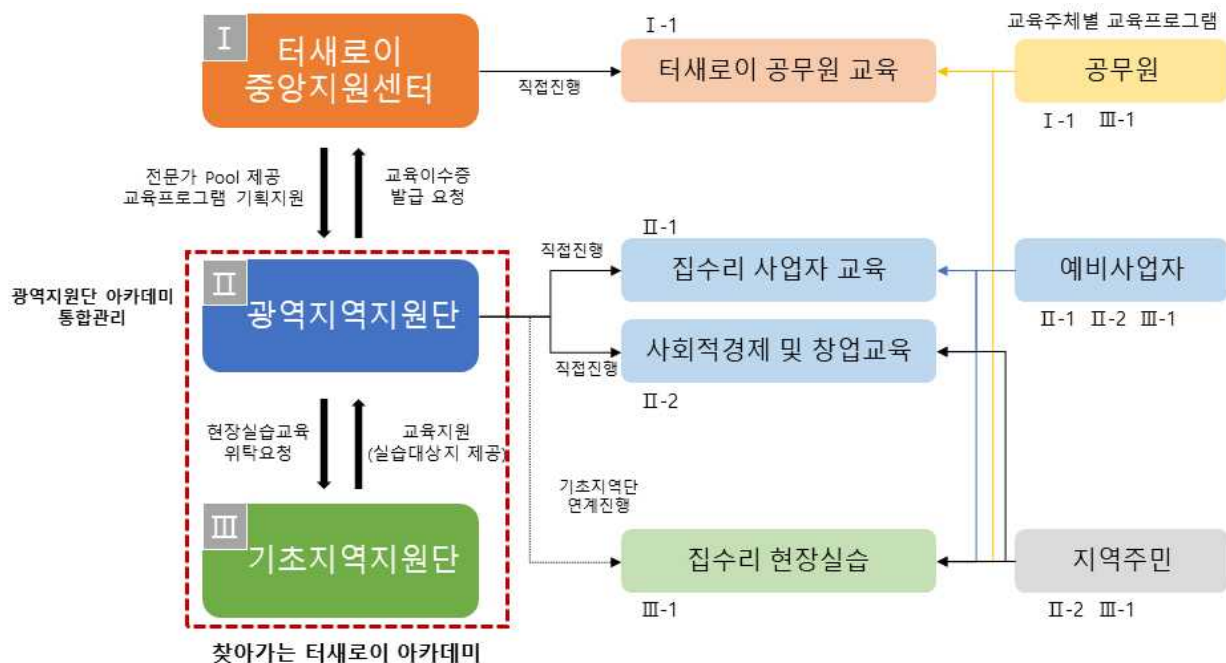 Ⅰ
터새로이
중앙지원센터
직접진행
Ⅰ-1
터새로이 공무원 교육
교육주체별 교육프로그램
공무원
Ⅰ-1 Ⅲ-1
전문가 Pool 제공
교육프로그램 기획지원
교육이수증
발급 요청
광역지원단 아카데미
통합관리
Ⅱ
광역지역지원단
직접진행
직접진행
Ⅱ-1
집수리 사업자 교육
사회적경제 및 창업교육
Ⅱ-2
예비사업자
Ⅱ-1 Ⅱ-2 Ⅲ-1
현장실습교육
위탁요청
교육지원
(실습대상지 제공)
기초지역단
연계진행
Ⅲ
기초지역지원단
집수리 현장실습
Ⅲ-1
지역주민
Ⅱ-2 Ⅲ-1
찾아가는 터새로이 아카데미